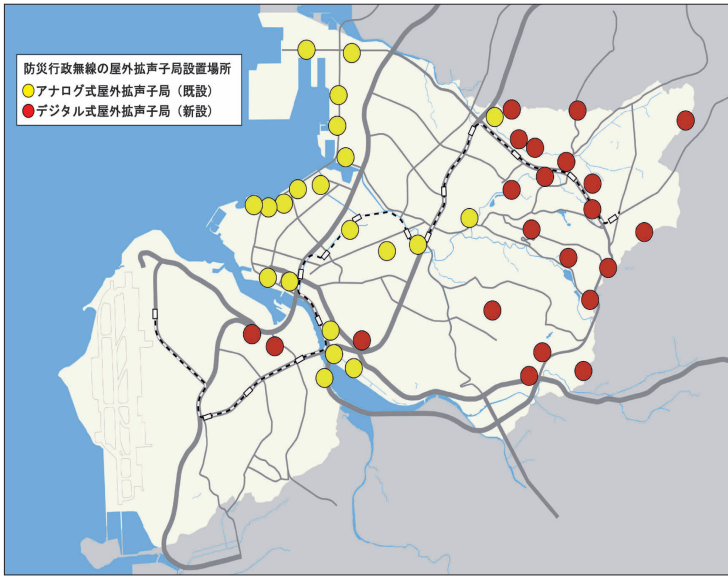 防災行政無線の屋外拡声子局設置場所
アナログ式屋外拡声子局（既設）
デジタル式屋外拡声子局（新設）